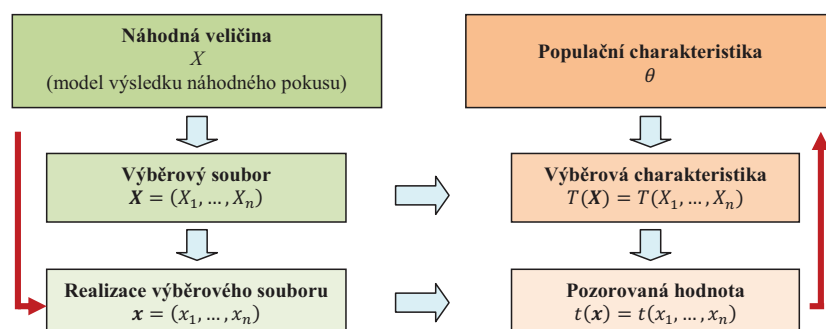 Náhodná veličina
X
(model výsledku náhodného pokusu)
Populační charakteristika
θ
Výběrový soubor
X = (X₁, … , Xₙ)
Výběrová charakteristika
T(X) = T(X₁, … , Xₙ)
Realizace výběrového souboru
x = (x₁, … , xₙ)
Pozorovaná hodnota
t(x) = t(x₁, … , xₙ)